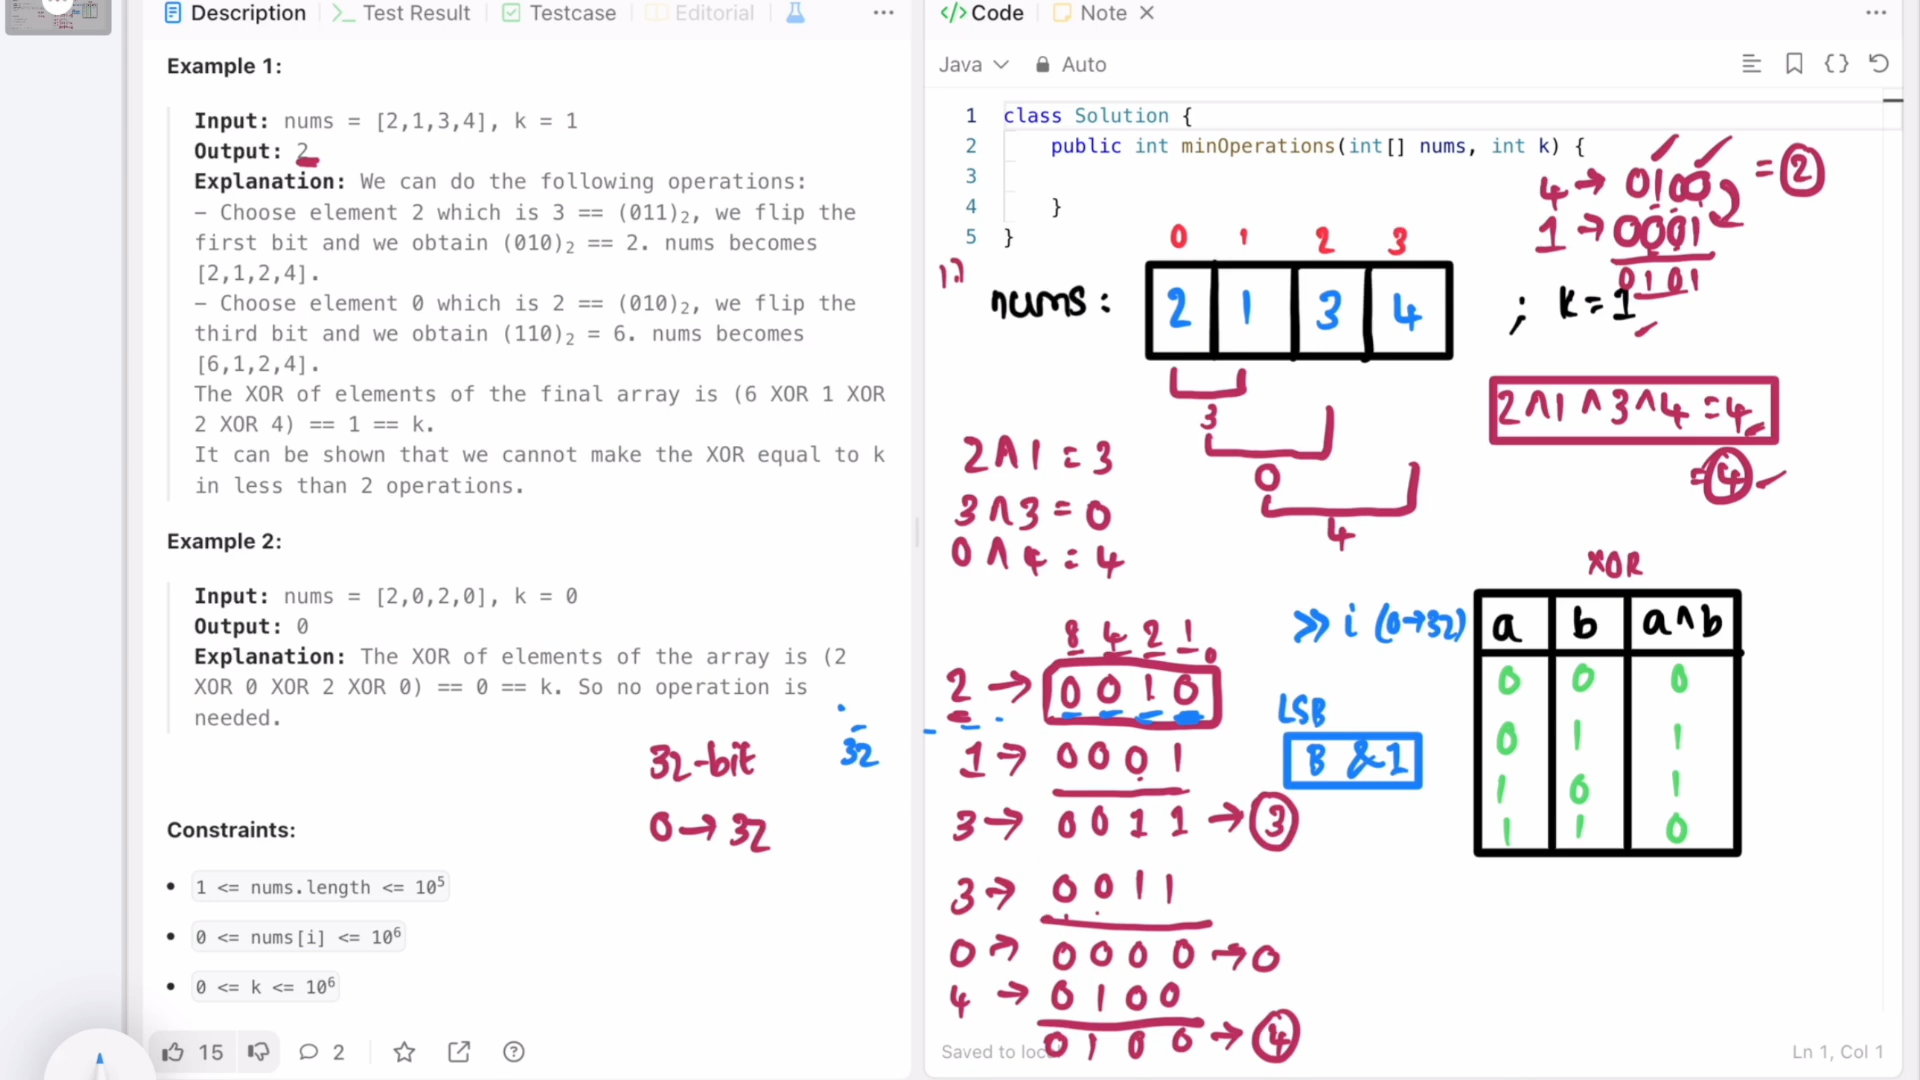 Description
Test Result
Testcase
Editorial
Example 1:
Input: nums = [2,1,3,4], k = 1
Output: 2
Explanation: We can do the following operations:
- Choose element 2 which is 3 == (011)₂, we flip the
first bit and we obtain (010)₂ == 2. nums becomes
[2,1,2,4].
- Choose element 0 which is 2 == (010)₂, we flip the
third bit and we obtain (110)₂ = 6. nums becomes
[6,1,2,4].
The XOR of elements of the final array is (6 XOR 1 XOR
2 XOR 4) == 1 == k.
It can be shown that we cannot make the XOR equal to k
in less than 2 operations.
Example 2:
Input: nums = [2,0,2,0], k = 0
Output: 0
Explanation: The XOR of elements of the array is (2
XOR 0 XOR 2 XOR 0) == 0 == k. So no operation is
needed.
32-bit
32
0→32
Constraints:
1 <= nums.length <= 10⁵
0 <= nums[i] <= 10⁶
0 <= k <= 10⁶
15
2
</> Code
Note
Java
Auto
1 class Solution {
2 public int minOperations(int[] nums, int k) {
3
4 }
5 }
4→0100
=2
1→0001
0101
1)
0 1 2 3
nums: 2 1 3 4 ; k=1
3
0
4
2∧1∧3∧4=4
=4
2∧1=3
3∧3=0
0∧4=4
8 4 2 1
2→0010
1→0001
3→0011→3
3→0011
0→0000→0
4→0100
0100→4
>> i (0→32)
LSB
B &1
XOR
a b a∧b
0 0 0
0 1 1
1 0 1
1 1 0
Saved to loc
Ln 1, Col 1